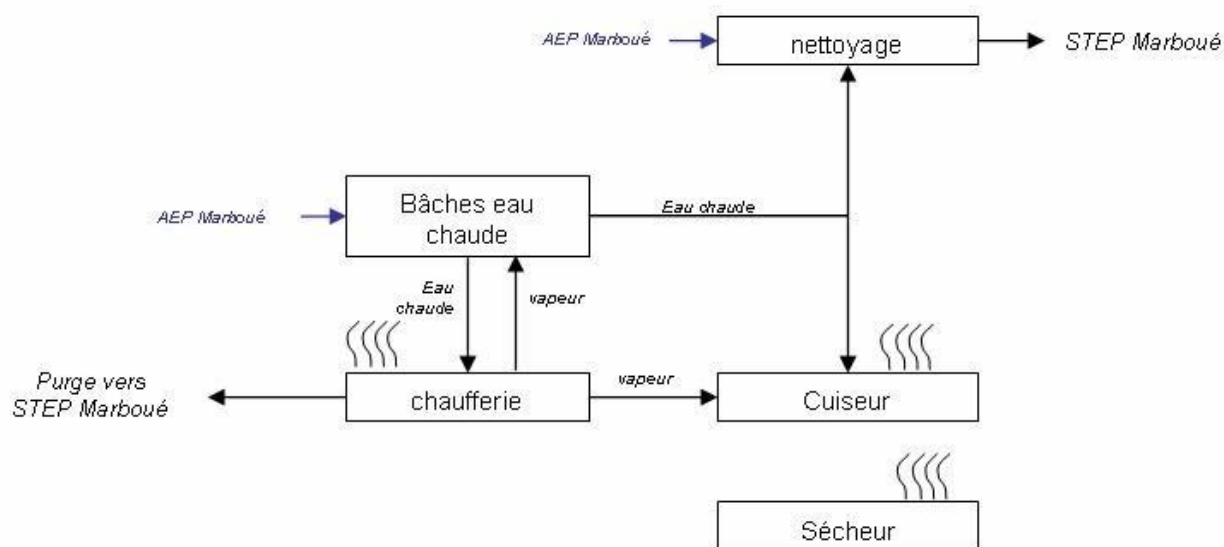 AEP Marboué
nettoyage
STEP Marboué
AEP Marboué
Bâches eau
chaude
Eau chaude
Eau
chaude
vapeur
Purge vers
STEP Marboué
chaufferie
vapeur
Cuiseur
Sécheur